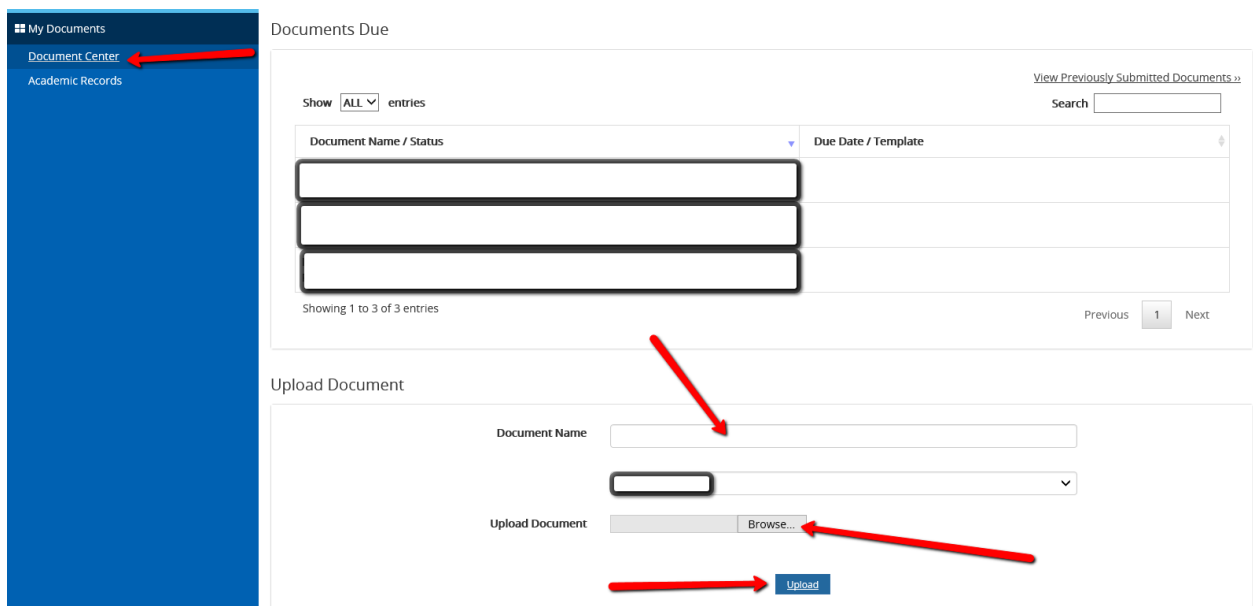 My Documents
Document Center
Academic Records
Documents Due
View Previously Submitted Documents »
Show ALL entries
Search
Document Name / Status
Due Date / Template
Showing 1 to 3 of 3 entries
Previous 1 Next
Upload Document
Document Name
Upload Document Browse...
Upload